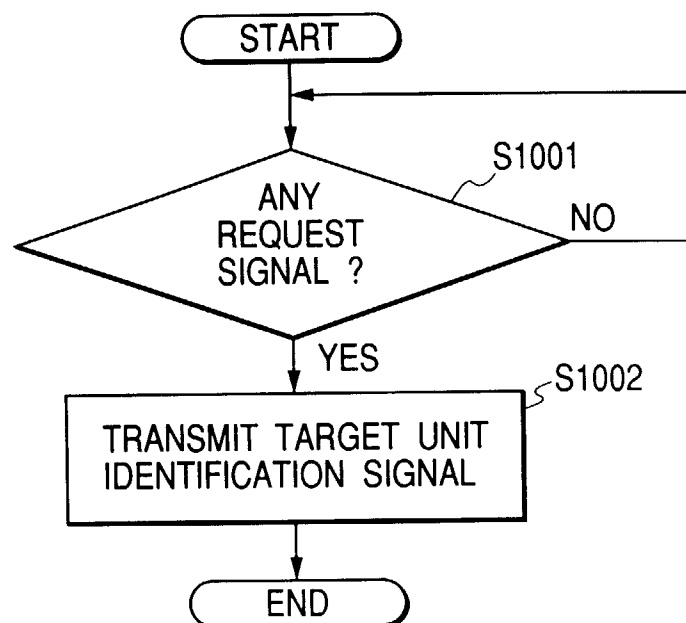 START
S1001
ANY
REQUEST
SIGNAL ?
NO
YES
S1002
TRANSMIT TARGET UNIT
IDENTIFICATION SIGNAL
END